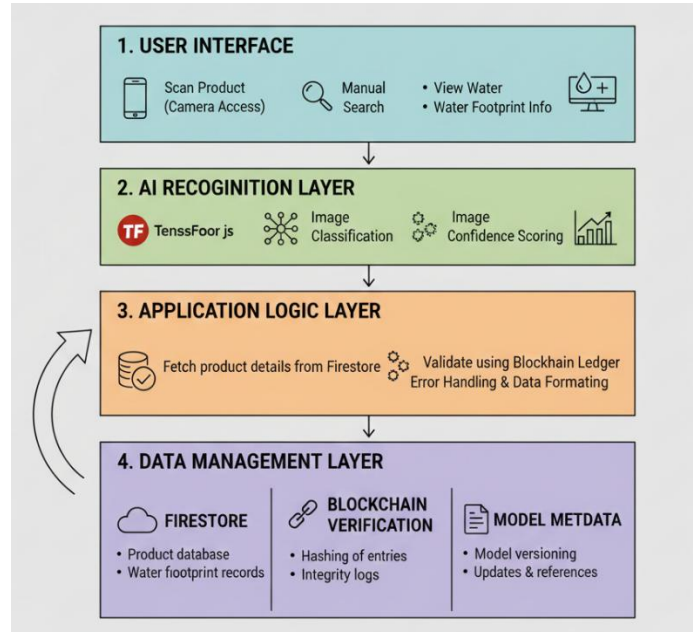 1. USER INTERFACE
Scan Product
(Camera Access)
Manual
Search
• View Water
• Water Footprint Info
2. AI RECOGINITION LAYER
TF TenssFoor js
Image
Classification
Image
Confidence Scoring
3. APPLICATION LOGIC LAYER
Fetch product details from Firestore
Validate using Blockhain Ledger
Error Handling & Data Formating
4. DATA MANAGEMENT LAYER
FIRESTORE
• Product database
• Water footprint records
BLOCKCHAIN
VERIFICATION
• Hashing of entries
• Integrity logs
MODEL METDATA
• Model versioning
• Updates & references